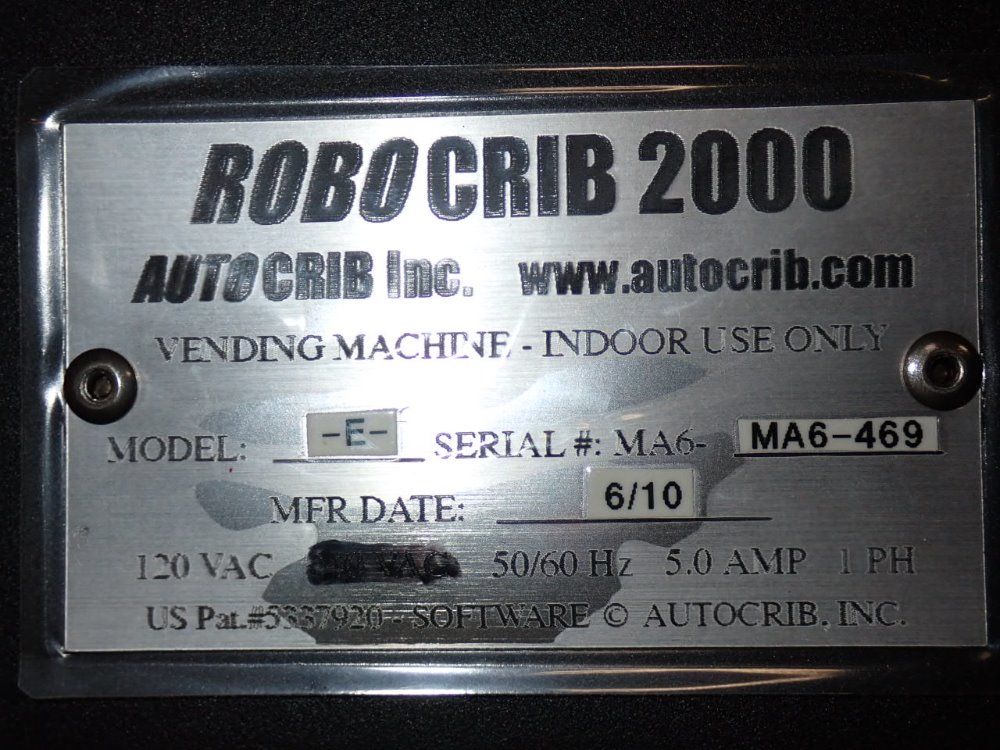 ROBOCRIB 2000
AUTOCRIB Inc. www.autocrib.com
VENDING MACHINE - INDOOR USE ONLY
MODEL: -E- SERIAL #: MA6- MA6-469
MFR DATE: 6/10
120 VAC VAC 50/60 Hz 5.0 AMP 1 PH
US Pat.#5337920 - SOFTWARE © AUTOCRIB, INC.